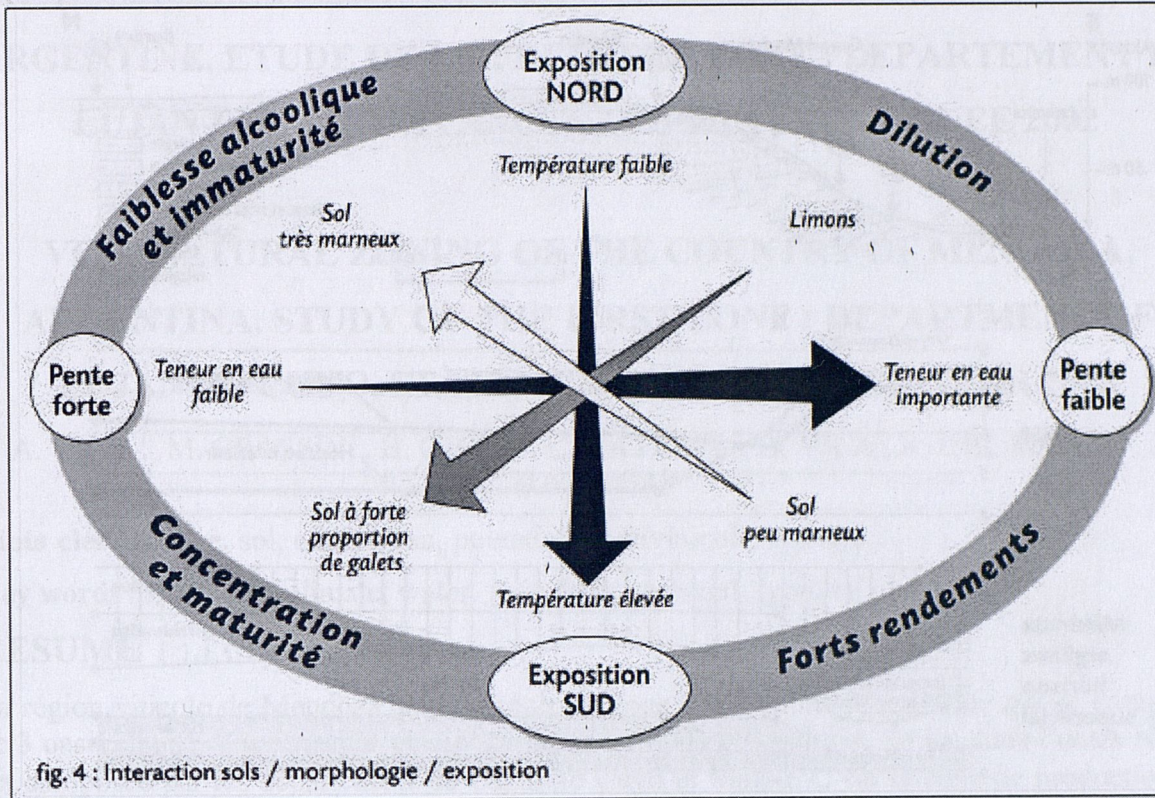 Exposition
NORD
Faiblesse alcoolique
et immaturité
Dilution
Température faible
Sol
très marneux
Limons
Pente
forte
Teneur en eau
faible
Teneur en eau
importante
Pente
faible
Sol à forte
proportion
de galets
Sol
peu marneux
Concentration
et maturité
Température élevée
Forts rendements
Exposition
SUD
fig. 4 : Interaction sols / morphologie / exposition